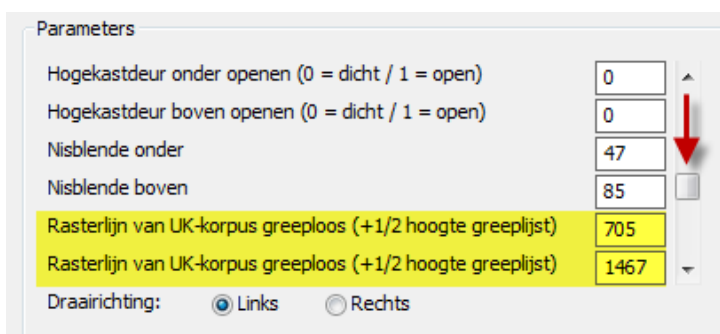 Parameters
Hogekastdeur onder openen (0 = dicht / 1 = open) 0
Hogekastdeur boven openen (0 = dicht / 1 = open) 0
Nisblende onder 47
Nisblende boven 85
Rasterlijn van UK-korpus greeploos (+1/2 hoogte greeplijst) 705
Rasterlijn van UK-korpus greeploos (+1/2 hoogte greeplijst) 1467
Draairichting: Links Rechts